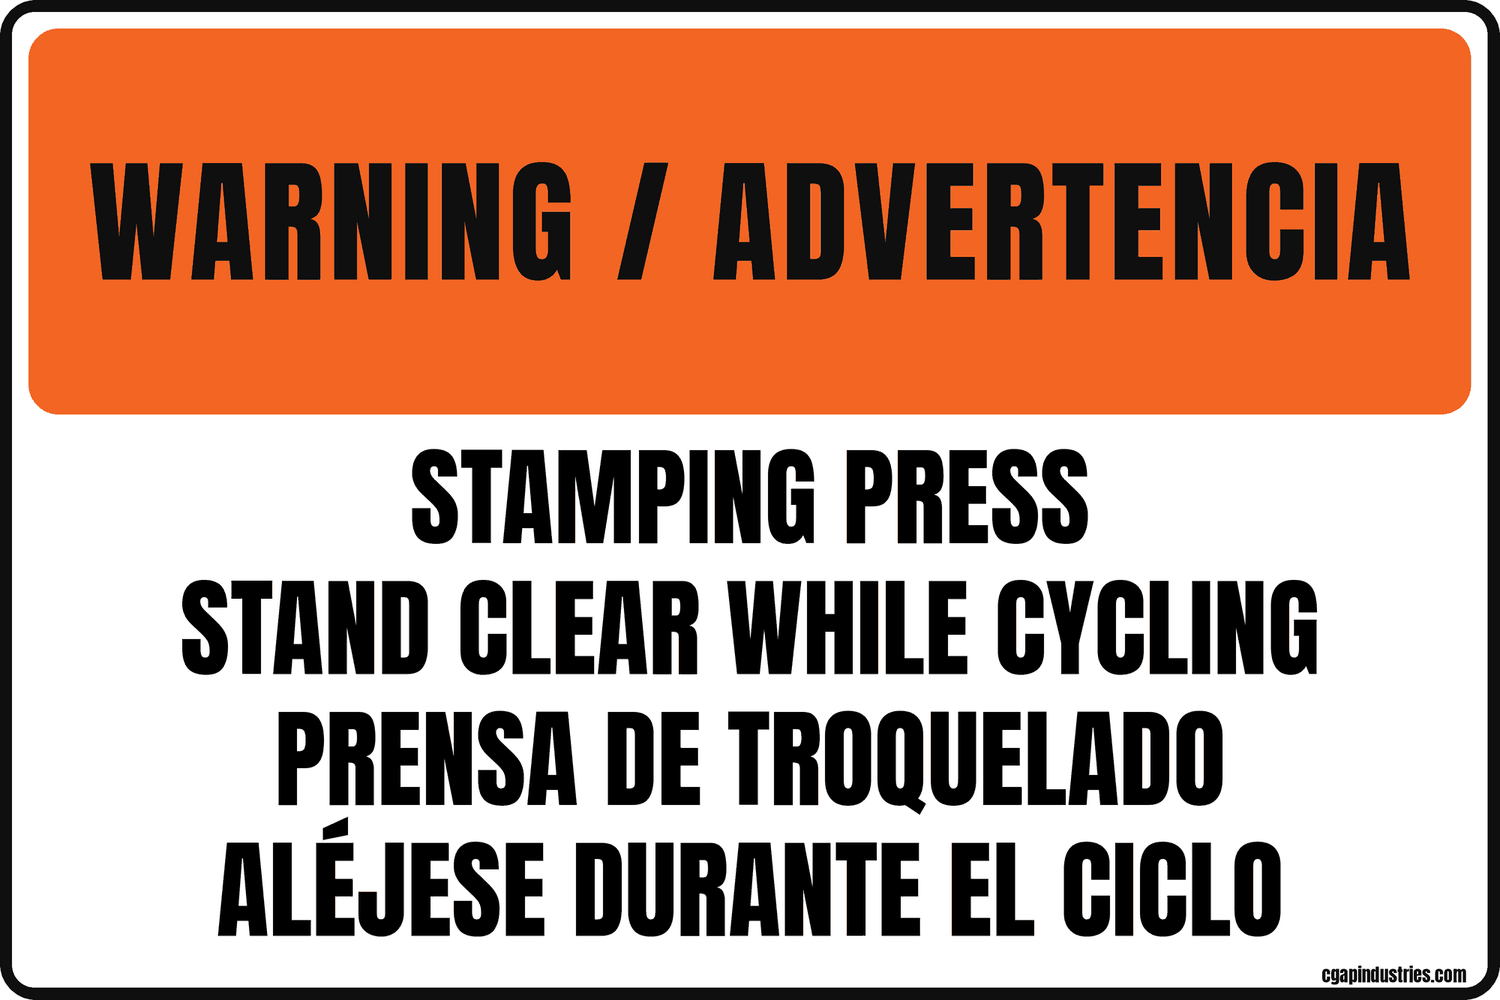 WARNING / ADVERTENCIA
STAMPING PRESS
STAND CLEAR WHILE CYCLING
PRENSA DE TROQUELADO
ALÉJESE DURANTE EL CICLO
cgapindustries.com